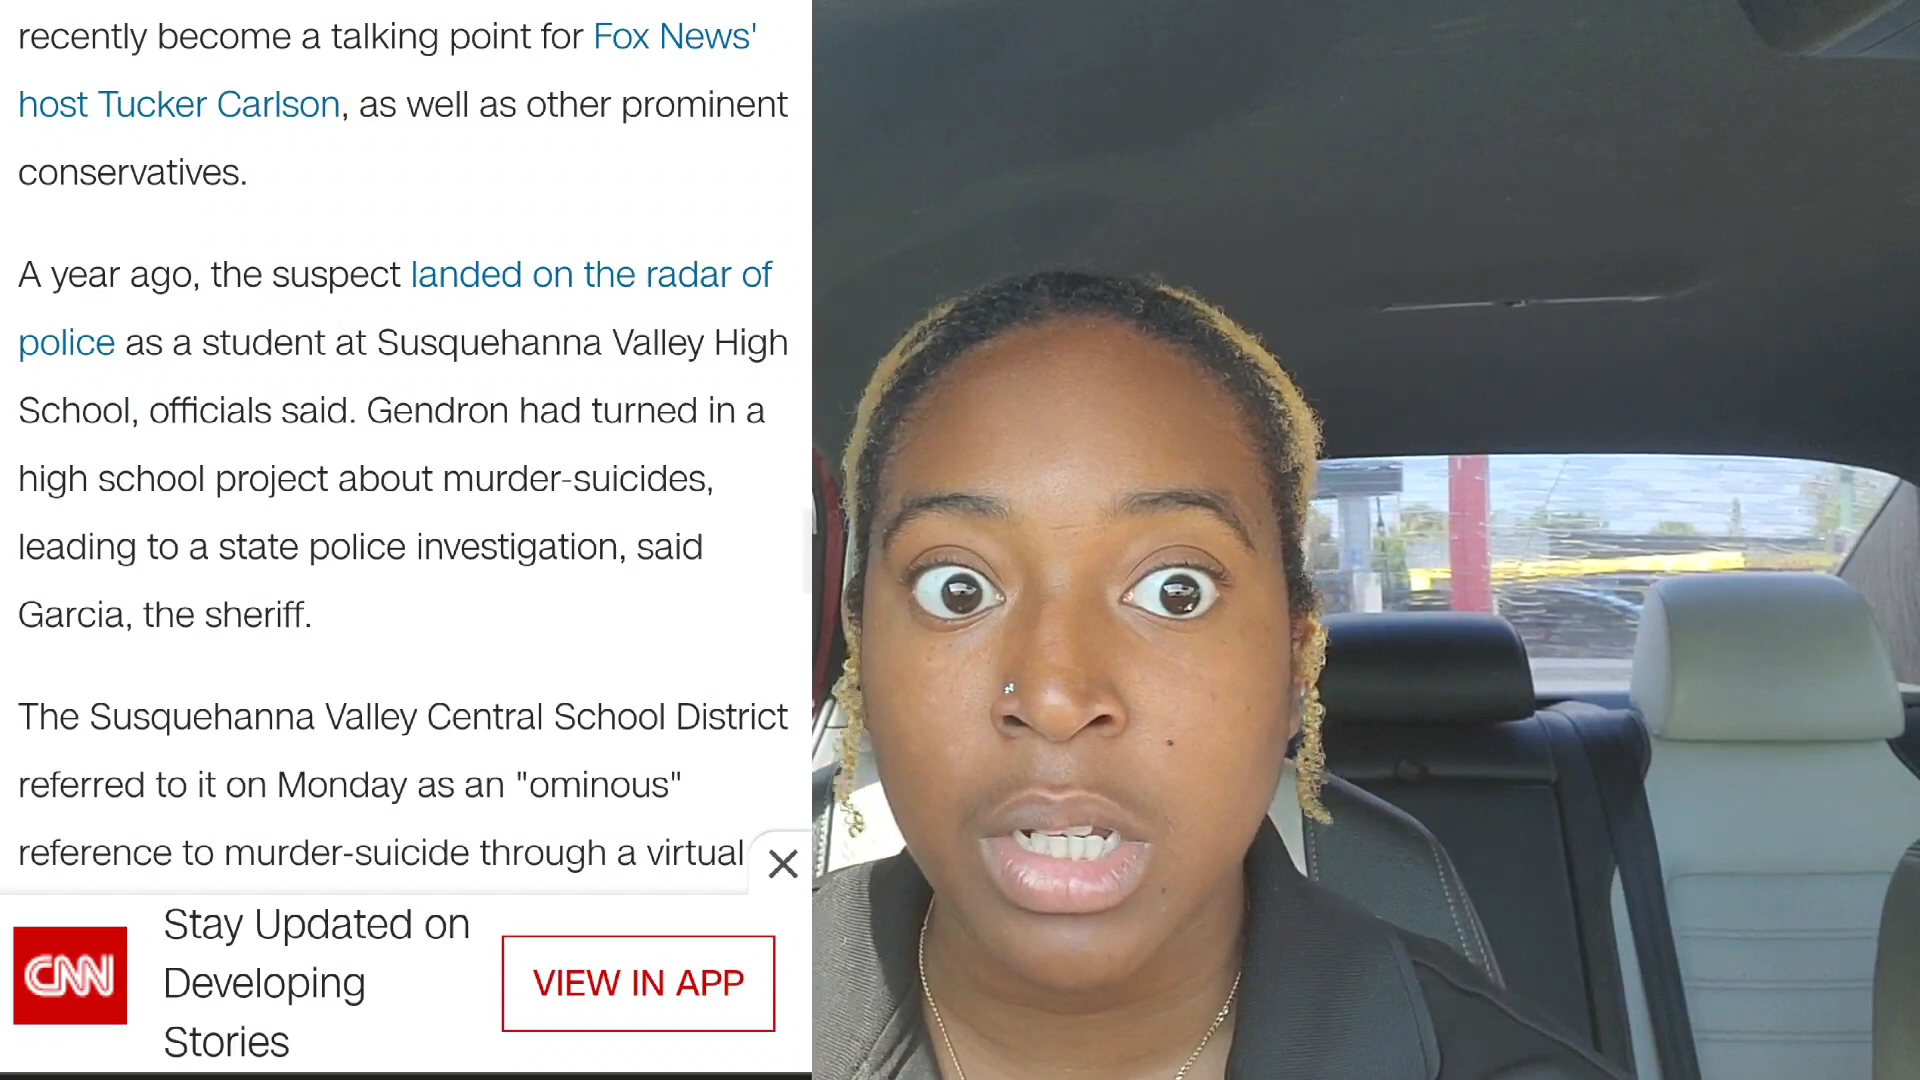 recently become a talking point for Fox News'
host Tucker Carlson, as well as other prominent
conservatives.
A year ago, the suspect landed on the radar of
police as a student at Susquehanna Valley High
School, officials said. Gendron had turned in a
high school project about murder-suicides,
leading to a state police investigation, said
Garcia, the sheriff.
The Susquehanna Valley Central School District
referred to it on Monday as an "ominous"
reference to murder-suicide through a virtual
CNN
Stay Updated on
Developing
Stories
VIEW IN APP